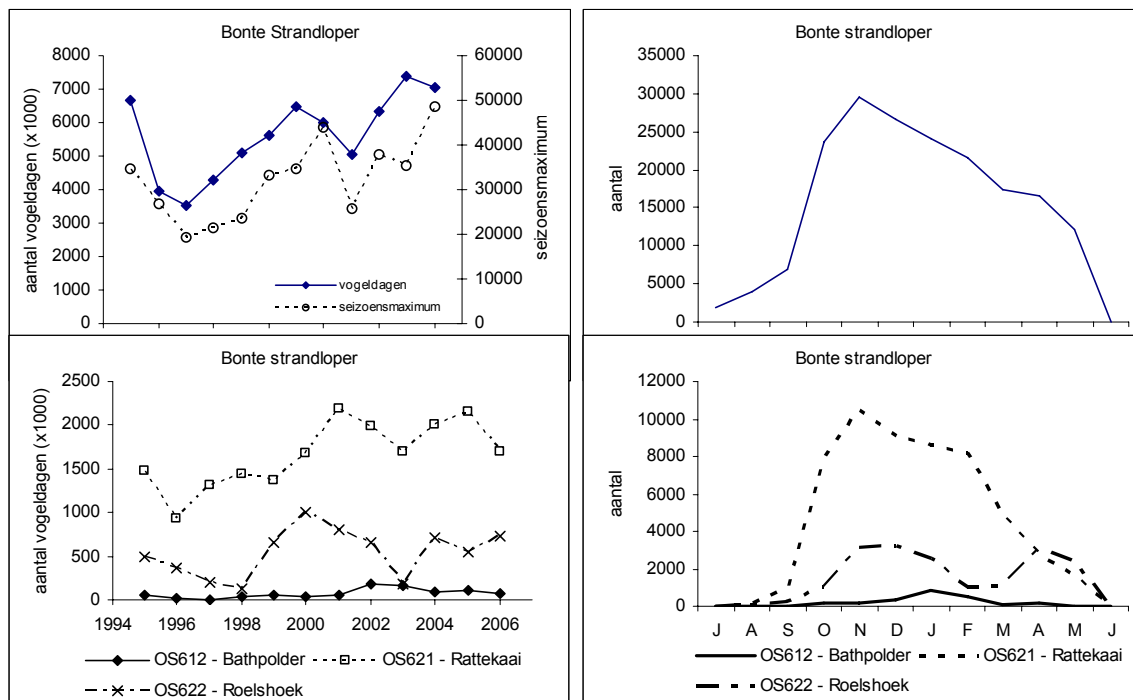 Bonte Strandloper
8000
7000
6000
5000
4000
3000
2000
1000
0
aantal vogeldagen (x1000)
60000
50000
40000
30000
20000
10000
0
seizoensmaximum
vogeldagen
seizoensmaximum
Bonte strandloper
35000
30000
25000
20000
15000
10000
5000
0
aantal
Bonte strandloper
2500
2000
1500
1000
500
0
aantal vogeldagen (x1000)
1994 1996 1998 2000 2002 2004 2006
OS612 - Bathpolder OS621 - Rattekaai
OS622 - Roelshoek
Bonte strandloper
12000
10000
8000
6000
4000
2000
0
aantal
J A S O N D J F M A M J
OS612 - Bathpolder OS621 - Rattekaai
OS622 - Roelshoek